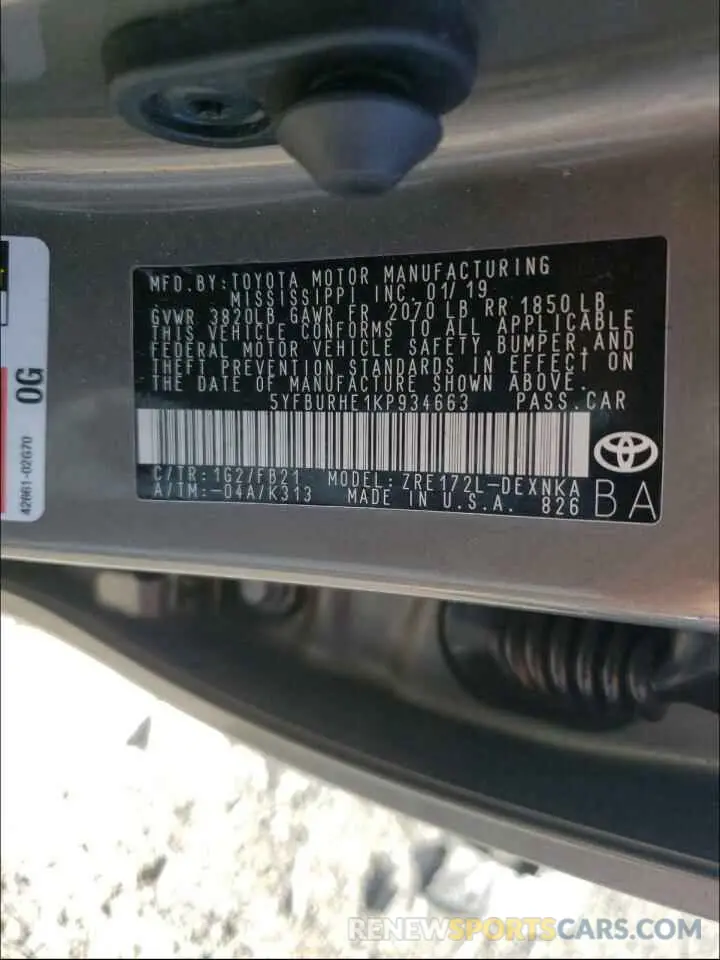 MFD. BY: TOYOTA MOTOR MANUFACTURING
MISSISSIPPI INC. 01/19
GVWR 3820LB GAWR FR 2070 LB RR 1850 LB
THIS VEHICLE CONFORMS TO ALL APPLICABLE
FEDERAL MOTOR VEHICLE SAFETY, BUMPER, AND
THEFT PREVENTION STANDARDS IN EFFECT ON
THE DATE OF MANUFACTURE SHOWN ABOVE.
5YFBURHE1KP934663 PASS. CAR
C/TR: 1G2/FB21 MODEL: ZRE172L-DEXNKA
A/TM: -04A/K313 MADE IN U.S.A. 826 BA
0G
42661-02G70
RENEWSPORTSCARS.COM